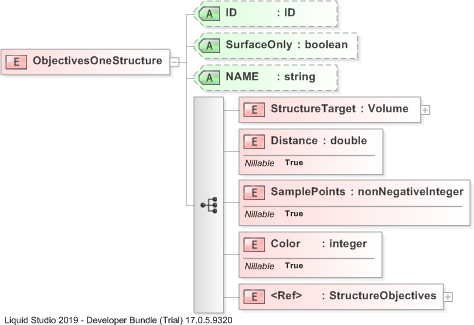 A ID : ID
A SurfaceOnly : boolean
E ObjectivesOneStructure
A NAME : string
E StructureTarget : Volume
E Distance : double
Nillable True
E SamplePoints : nonNegativeInteger
Nillable True
E Color : integer
Nillable True
E <Ref> : StructureObjectives
Liquid Studio 2019 - Developer Bundle (Trial) 17.0.5.9320